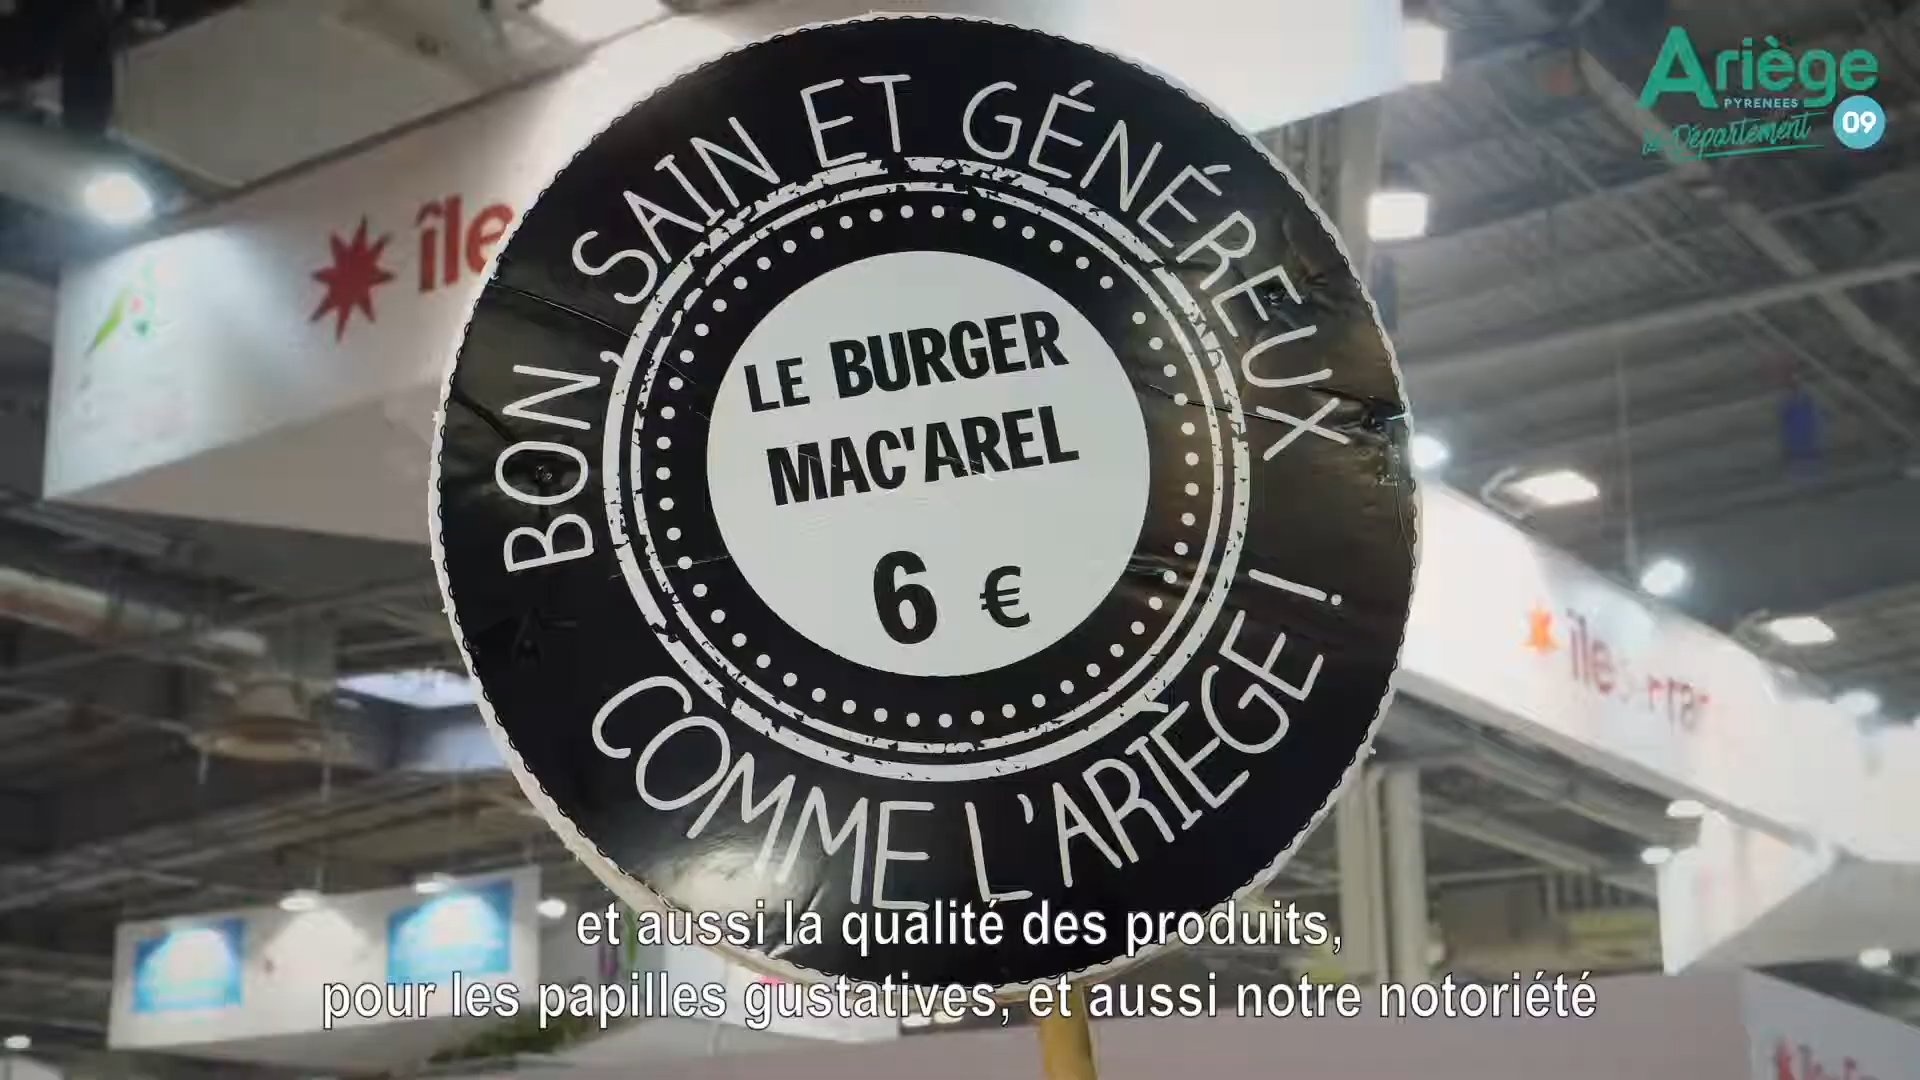 Ariège
PYRENEES
le Département
09
île
BON, SAIN ET GÉNÉREUX
LE BURGER
MAC'AREL
6 €
COMME L'ARIÈGE !
et aussi la qualité des produits,
pour les papilles gustatives, et aussi notre notoriété